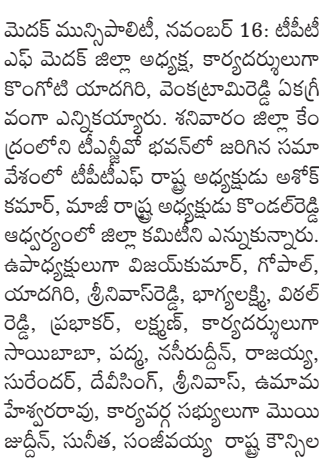 మెదక్ మున్సిపాలిటీ, నవంబర్ 16: టీపీటీ
ఎఫ్ మెదక్ జిల్లా అధ్యక్ష, కార్యదర్శులుగా
కొంగోటి యాదగిరి, వెంకట్రామిరెడ్డి ఏకగ్రీ
వంగా ఎన్నికయ్యారు. శనివారం జిల్లా కేం
ద్రంలోని టీఎన్జీవో భవన్‌లో జరిగిన సమా
వేశంలో టీపీటీఎఫ్ రాష్ట్ర అధ్యక్షుడు అశోక్
కమార్, మాజీ రాష్ట్ర అధ్యక్షుడు కొండల్‌రెడ్డి
ఆధ్వర్యంలో జిల్లా కమిటీని ఎన్నుకున్నారు.
ఉపాధ్యక్షులుగా విజయ్‌కుమార్, గోపాల్,
యాదగిరి, శ్రీనివాస్‌రెడ్డి, భాగ్యలక్ష్మి, విఠల్
రెడ్డి, ప్రభాకర్, లక్ష్మణ్, కార్యదర్శులుగా
సాయిబాబా, పద్మ, నసీరుద్దీన్, రాజయ్య,
సురేందర్, దేవీసింగ్, శ్రీనివాస్, ఉమామ
హేశ్వరరావు, కార్యవర్గ సభ్యులుగా మొయి
జుద్దీన్, సునీత, సంజీవయ్య రాష్ట్ర కౌన్సిల